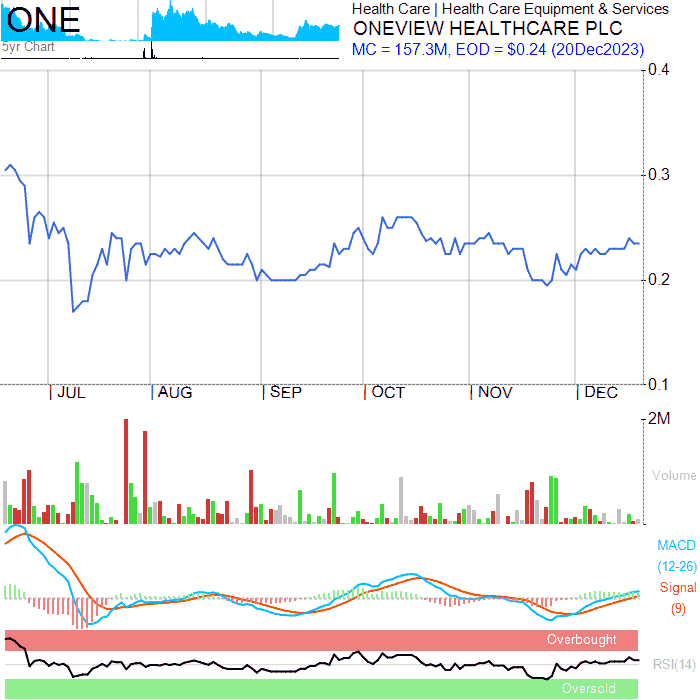 ONE
5yr Chart
Health Care | Health Care Equipment & Services
ONEVIEW HEALTHCARE PLC
MC = 157.3M, EOD = $0.24 (20Dec2023)
0.4
0.3
0.2
0.1
JUL AUG SEP OCT NOV DEC
2M
Volume
MACD
(12-26)
Signal
(9)
Overbought
RSI(14)
Oversold